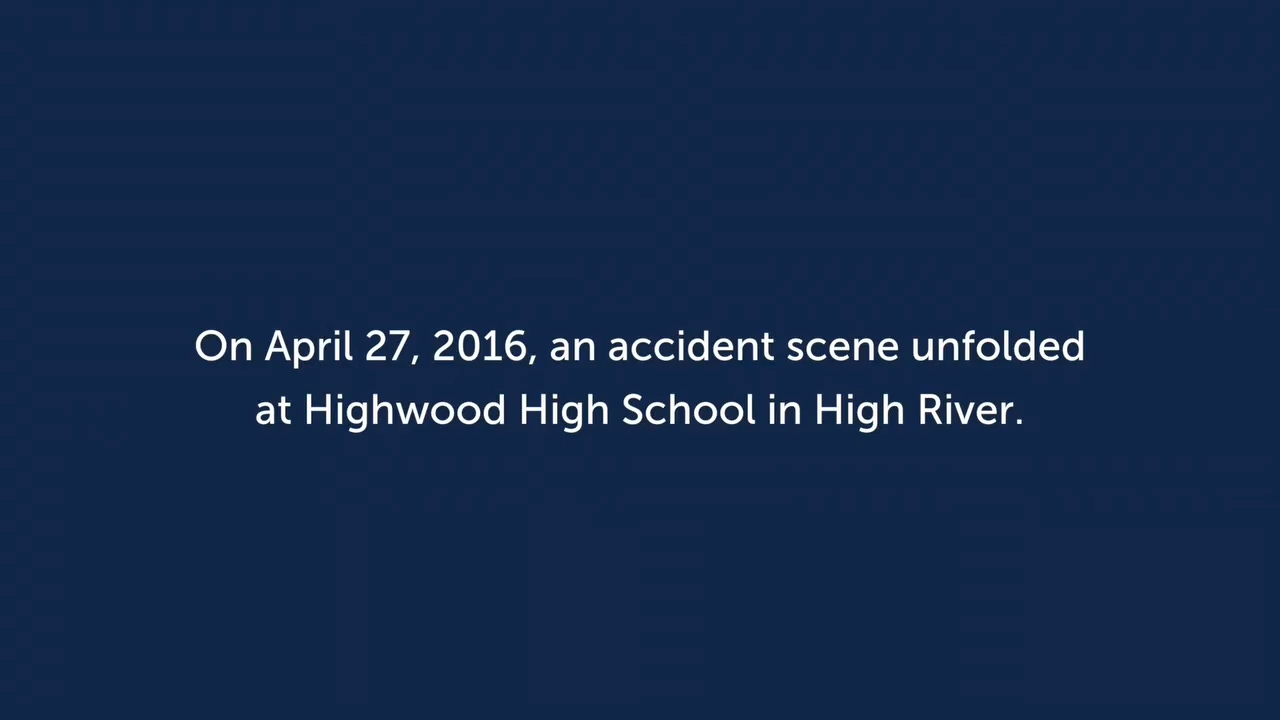 On April 27, 2016, an accident scene unfolded
at Highwood High School in High River.